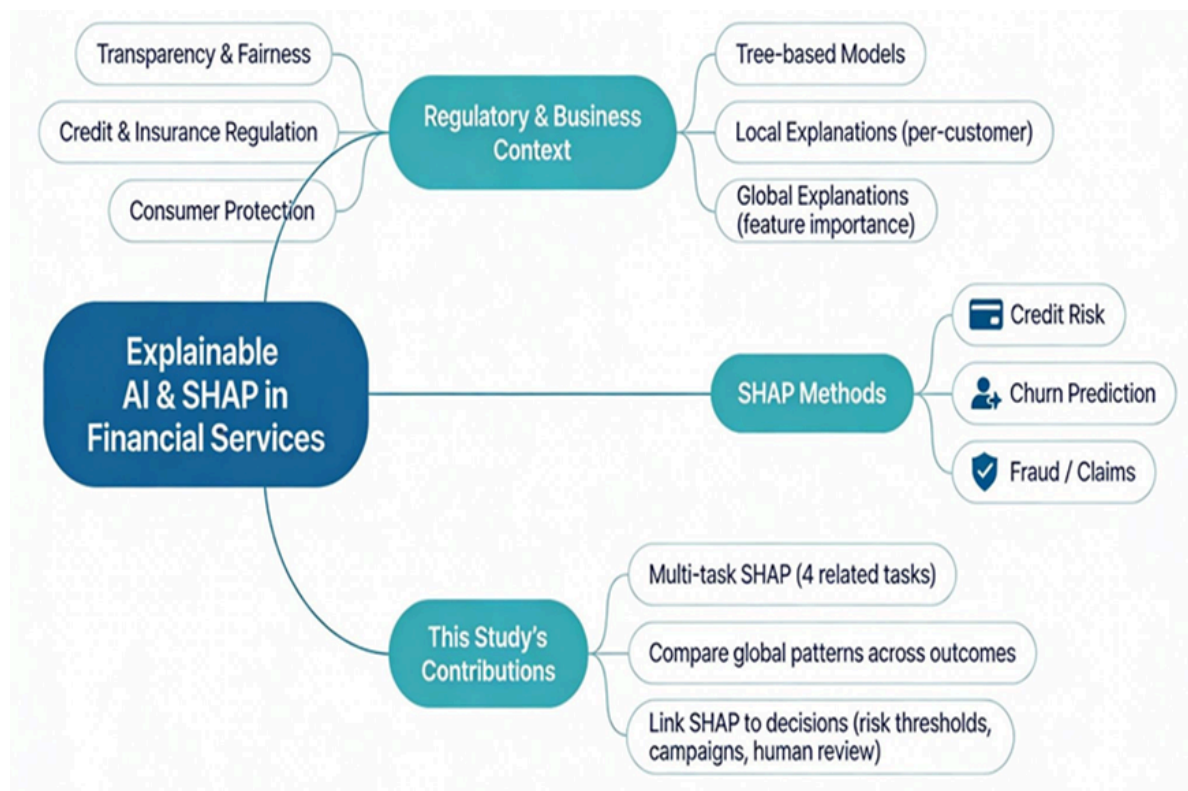 Transparency & Fairness
Credit & Insurance Regulation
Consumer Protection
Regulatory & Business
Context
Tree-based Models
Local Explanations (per-customer)
Global Explanations
(feature importance)
Explainable
AI & SHAP in
Financial Services
SHAP Methods
Credit Risk
Churn Prediction
Fraud / Claims
This Study's
Contributions
Multi-task SHAP (4 related tasks)
Compare global patterns across outcomes
Link SHAP to decisions (risk thresholds,
campaigns, human review)